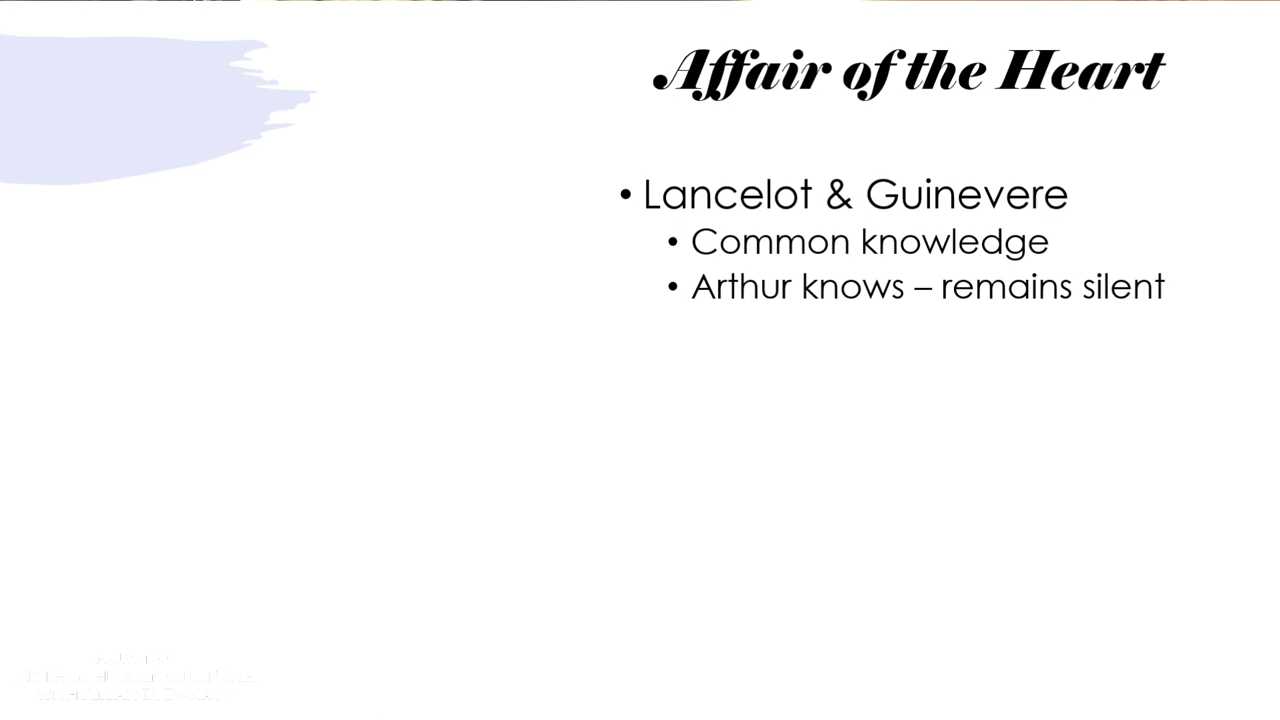 Affair of the Heart
• Lancelot & Guinevere
• Common knowledge
• Arthur knows – remains silent